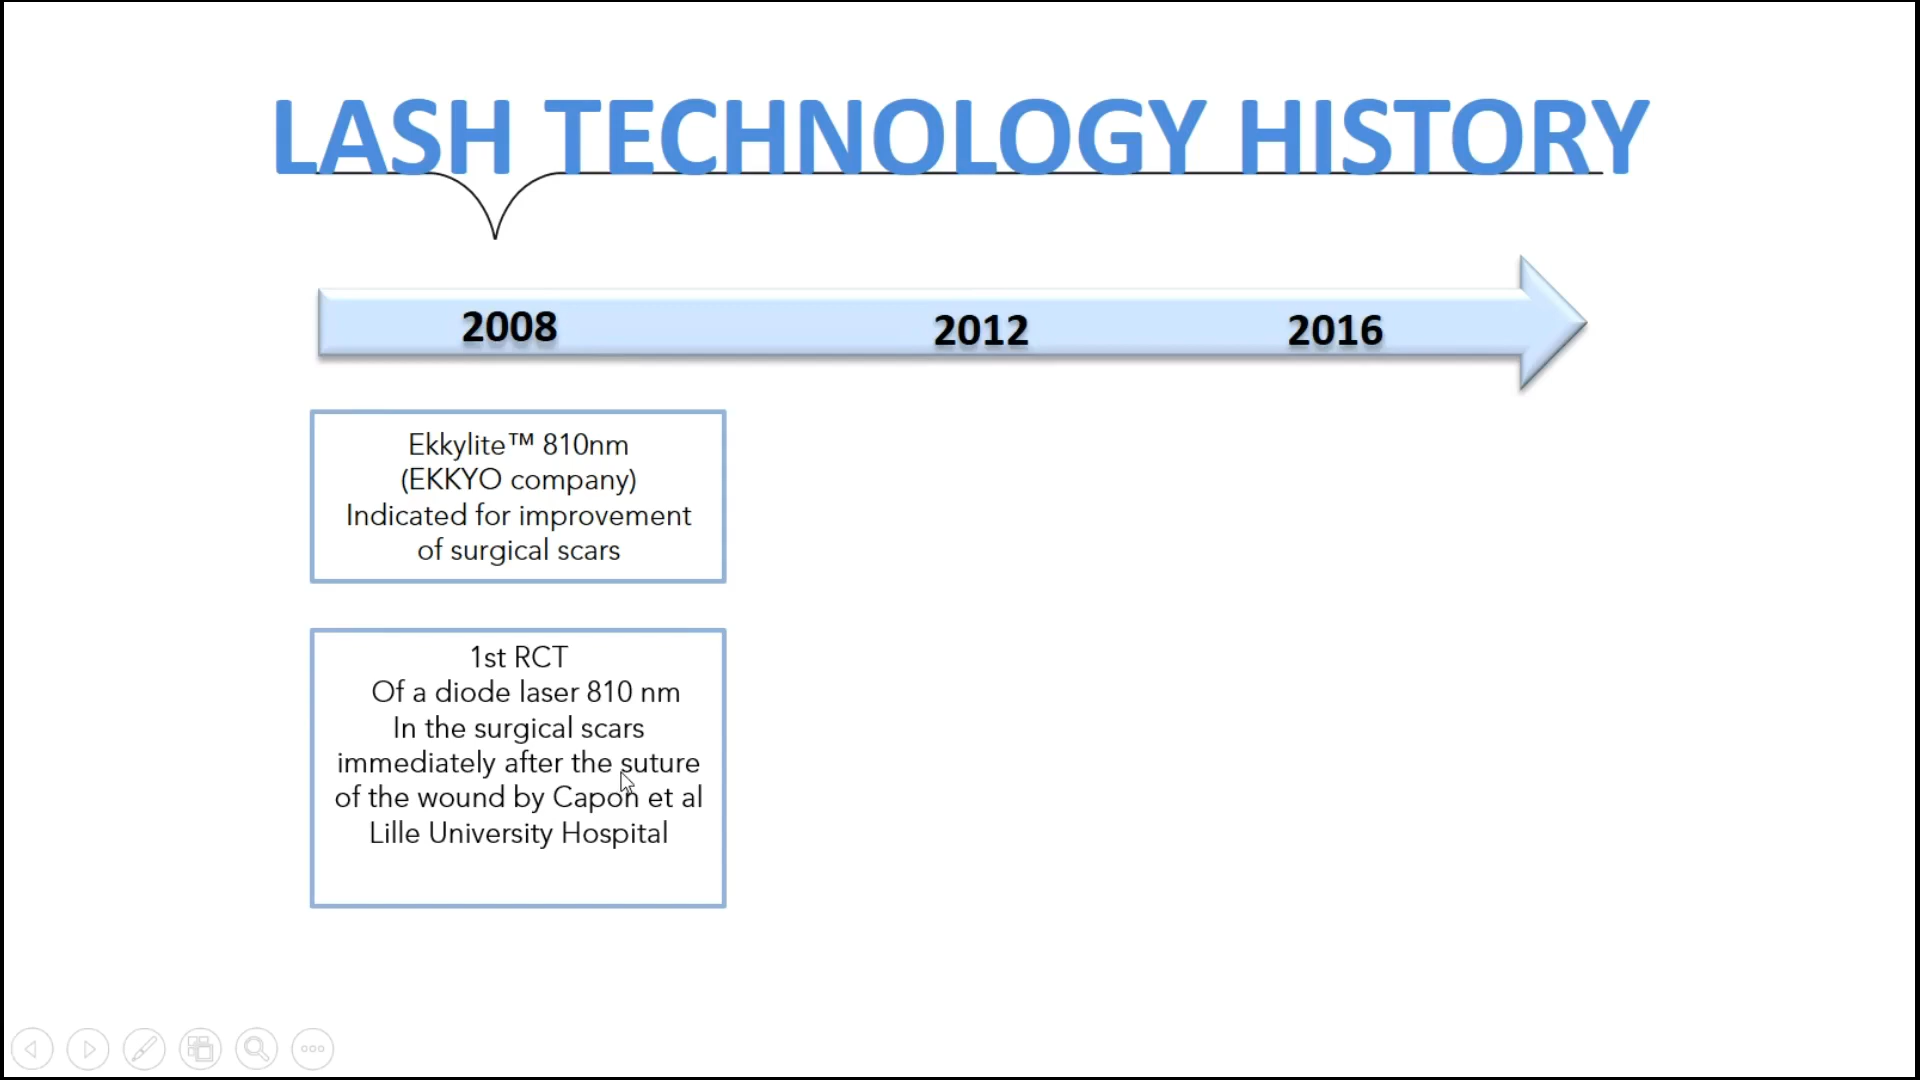 LASH TECHNOLOGY HISTORY
2008
2012
2016
Ekkylite™ 810nm
(EKKYO company)
Indicated for improvement
of surgical scars
1st RCT
Of a diode laser 810 nm
In the surgical scars
immediately after the suture
of the wound by Capon et al
Lille University Hospital